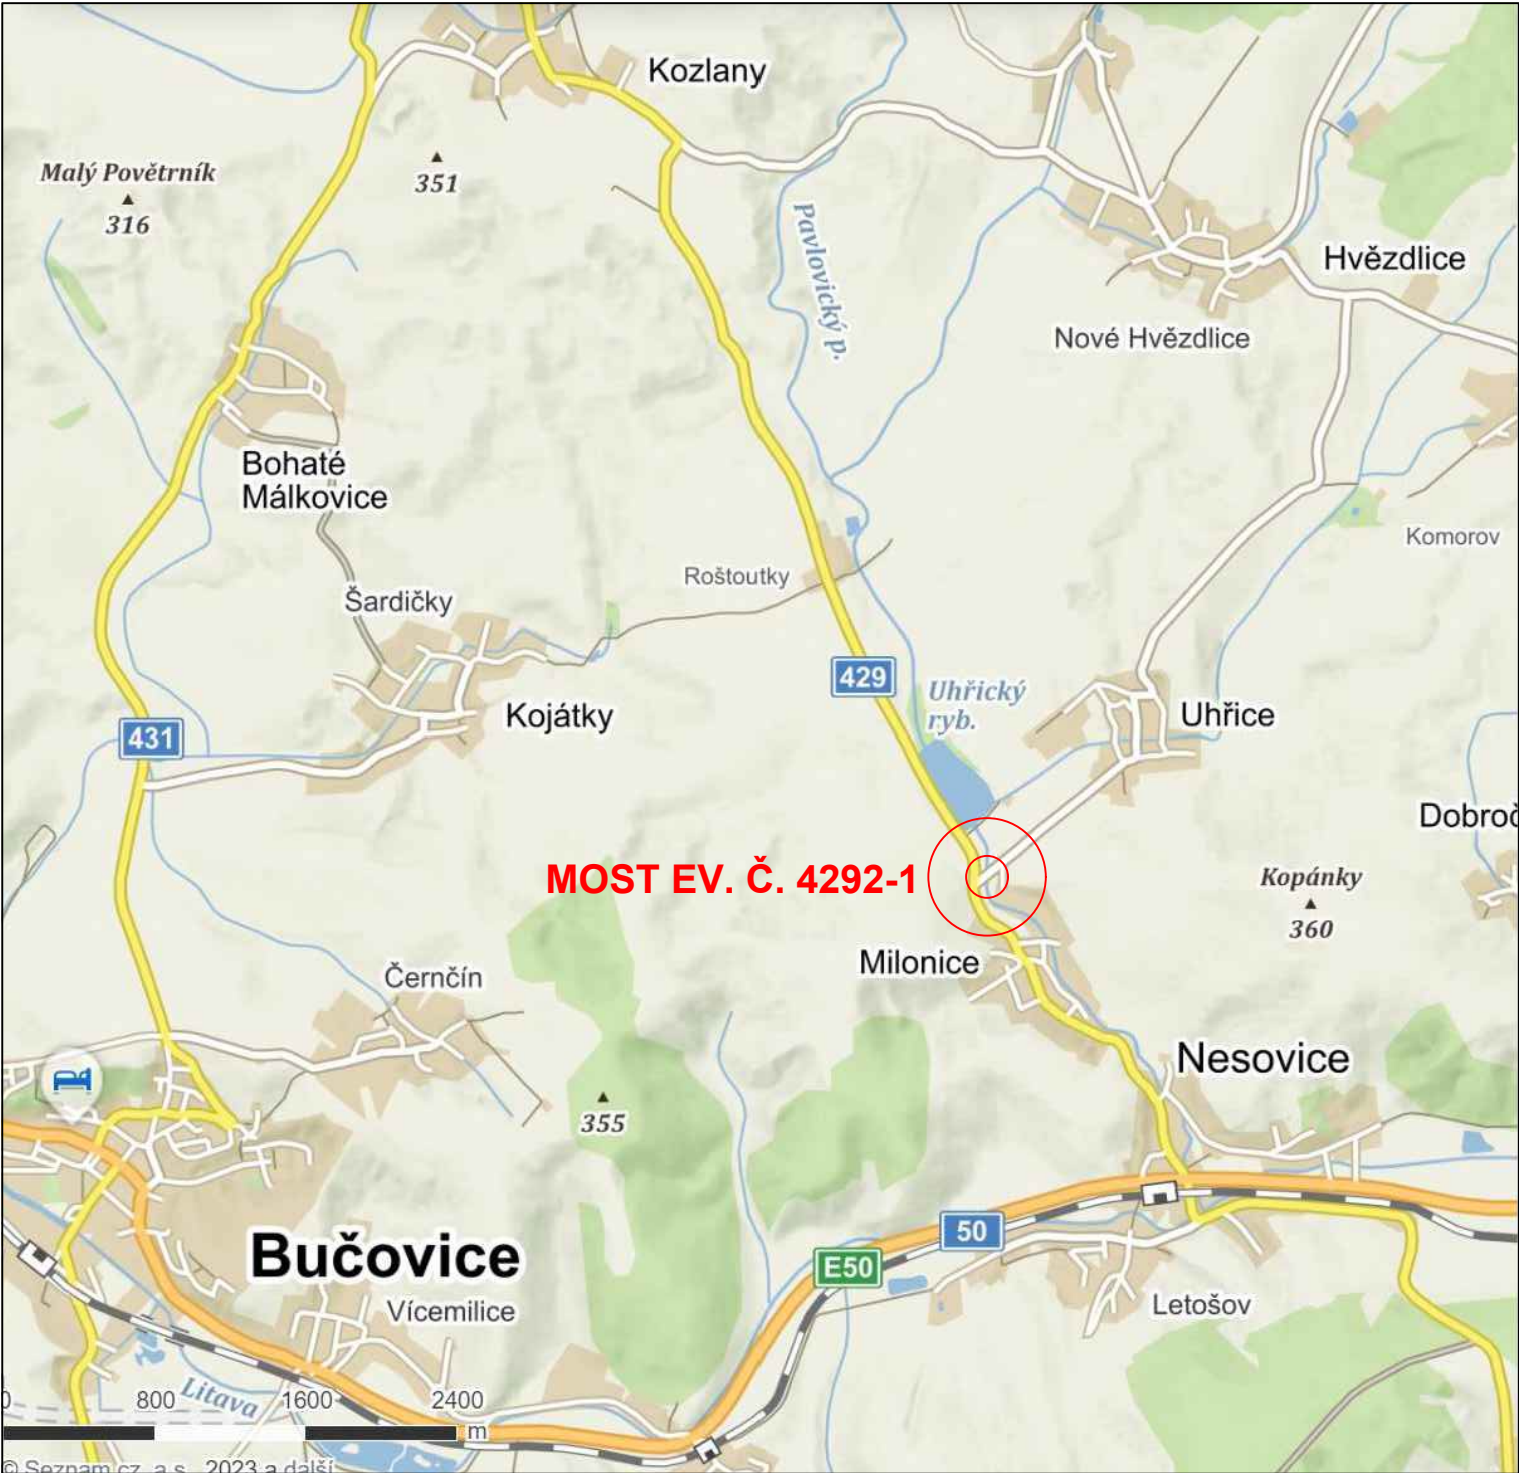 Kozlany
Malý Povětrník
316
351
Pavlovický p.
Hvězdlice
Nové Hvězdlice
Bohaté
Málkovice
Komorov
Roštoutky
Šardičky
429
Uhřický
ryb.
Kojátky
Uhřice
431
MOST EV. Č. 4292-1
Kopánky
360
Milonice
Černčín
Nesovice
355
50
Bučovice
E50
Vícemilice
Letošov
Litava
0 800 1600 2400
m
© Seznam.cz, a.s., 2023 a další